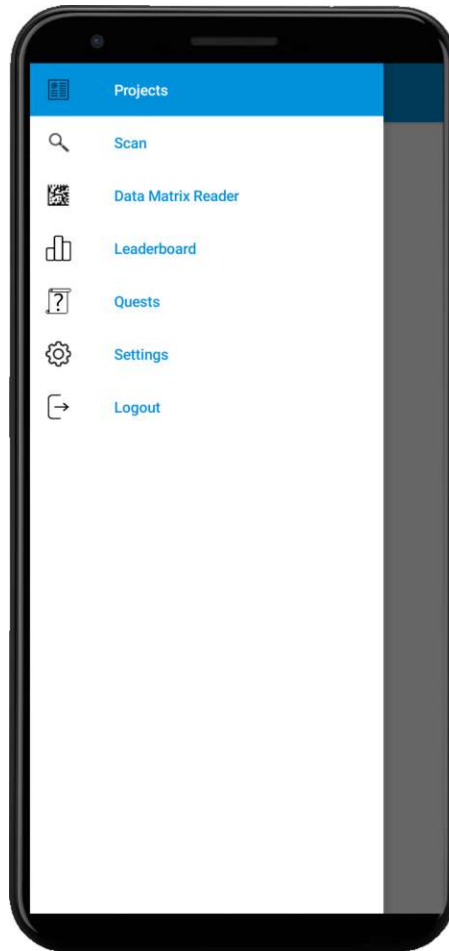 Projects
Scan
Data Matrix Reader
Leaderboard
Quests
Settings
Logout